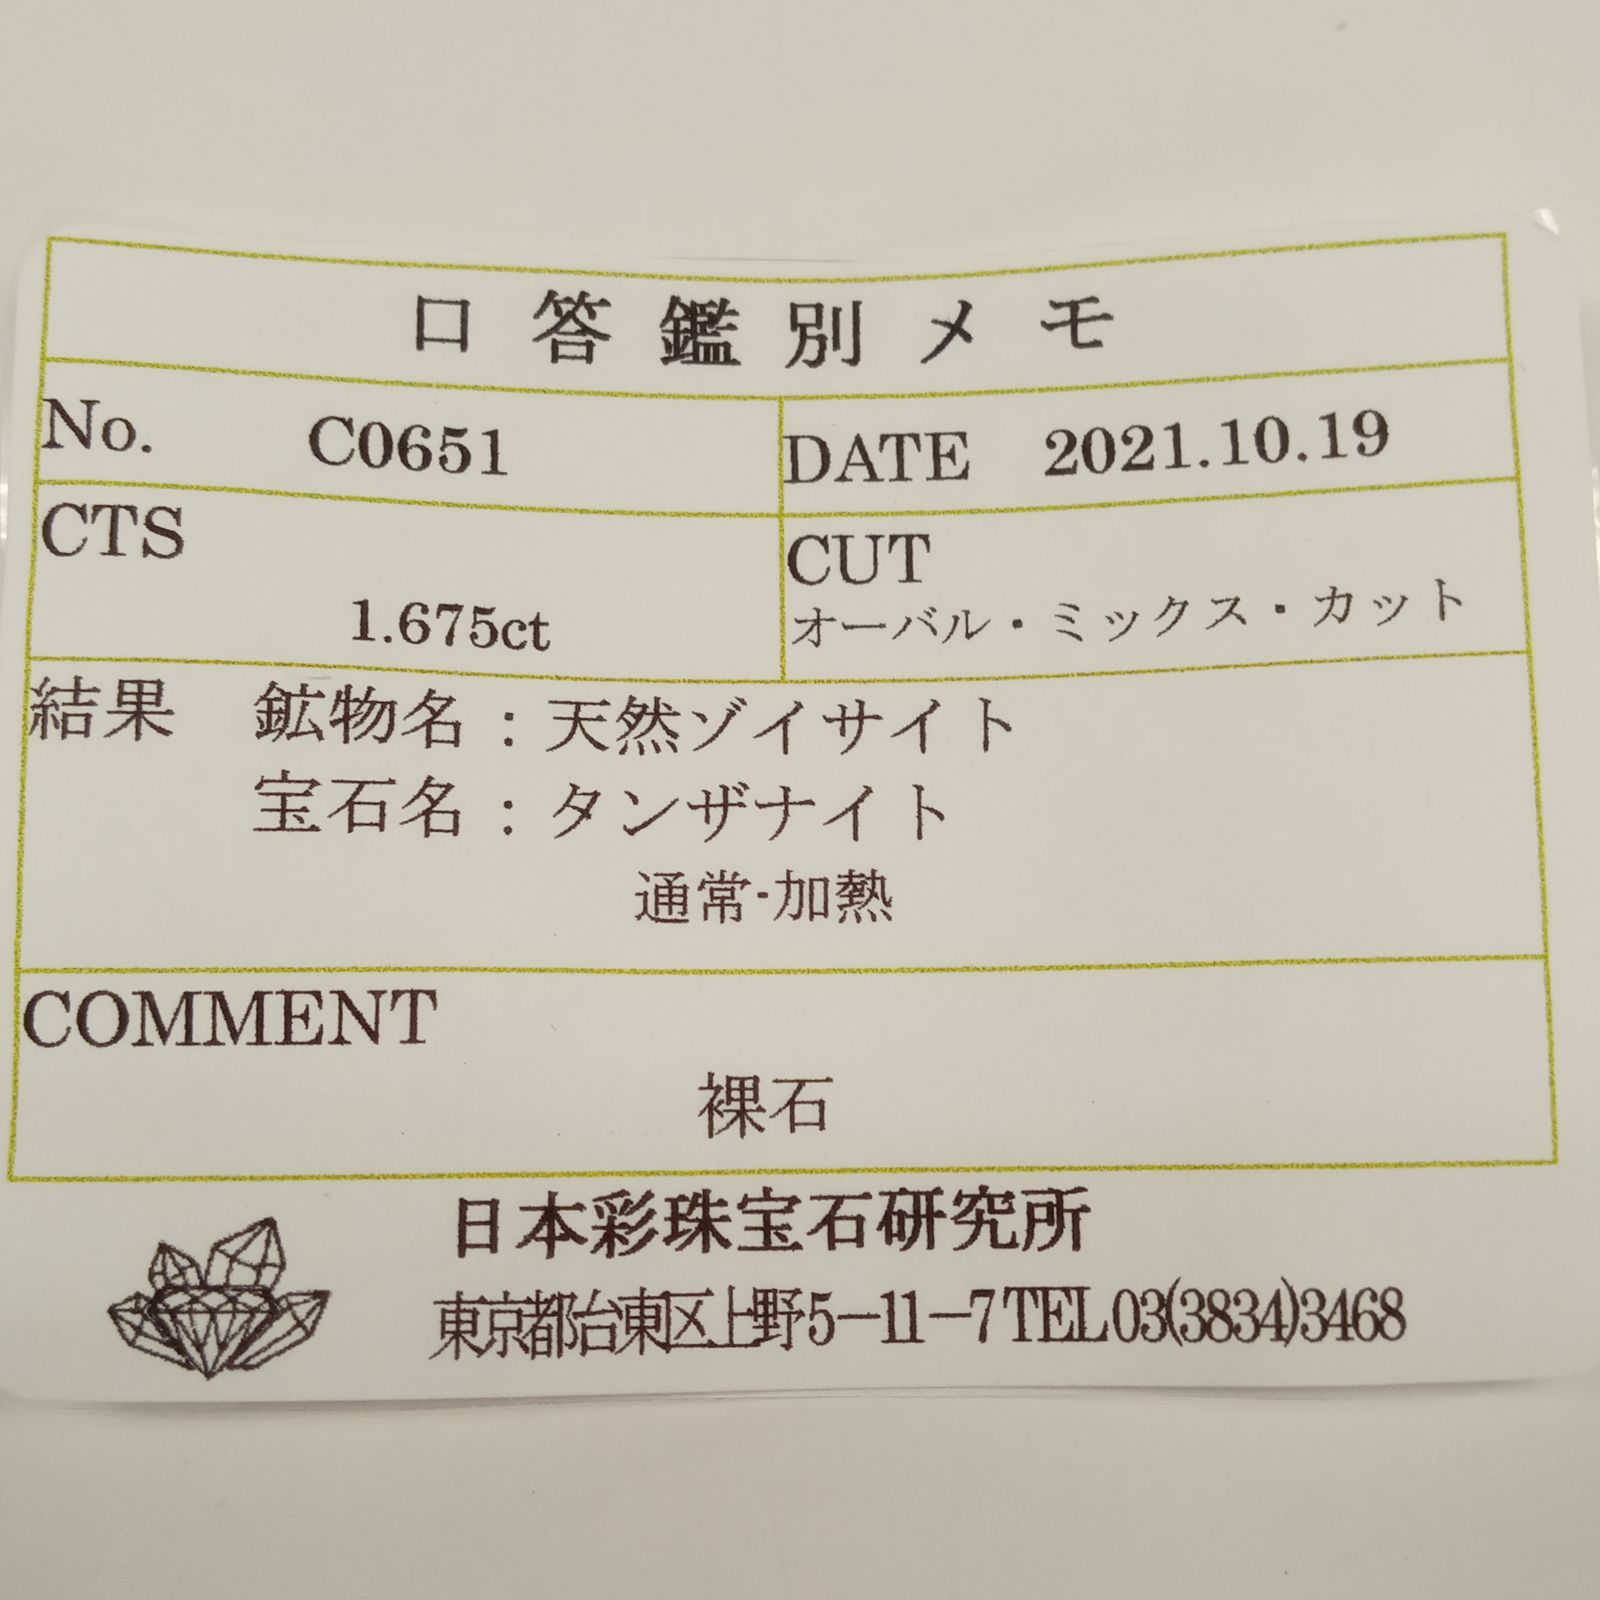 口答鑑別メモ
No. C0651 DATE 2021.10.19
CTS
1.675ct
CUT
オーバル・ミックス・カット
結果 鉱物名：天然ゾイサイト
宝石名：タンザナイト
通常-加熱
COMMENT
裸石
日本彩珠宝石研究所
東京都台東区上野5-11-7 TEL 03(3834)3468